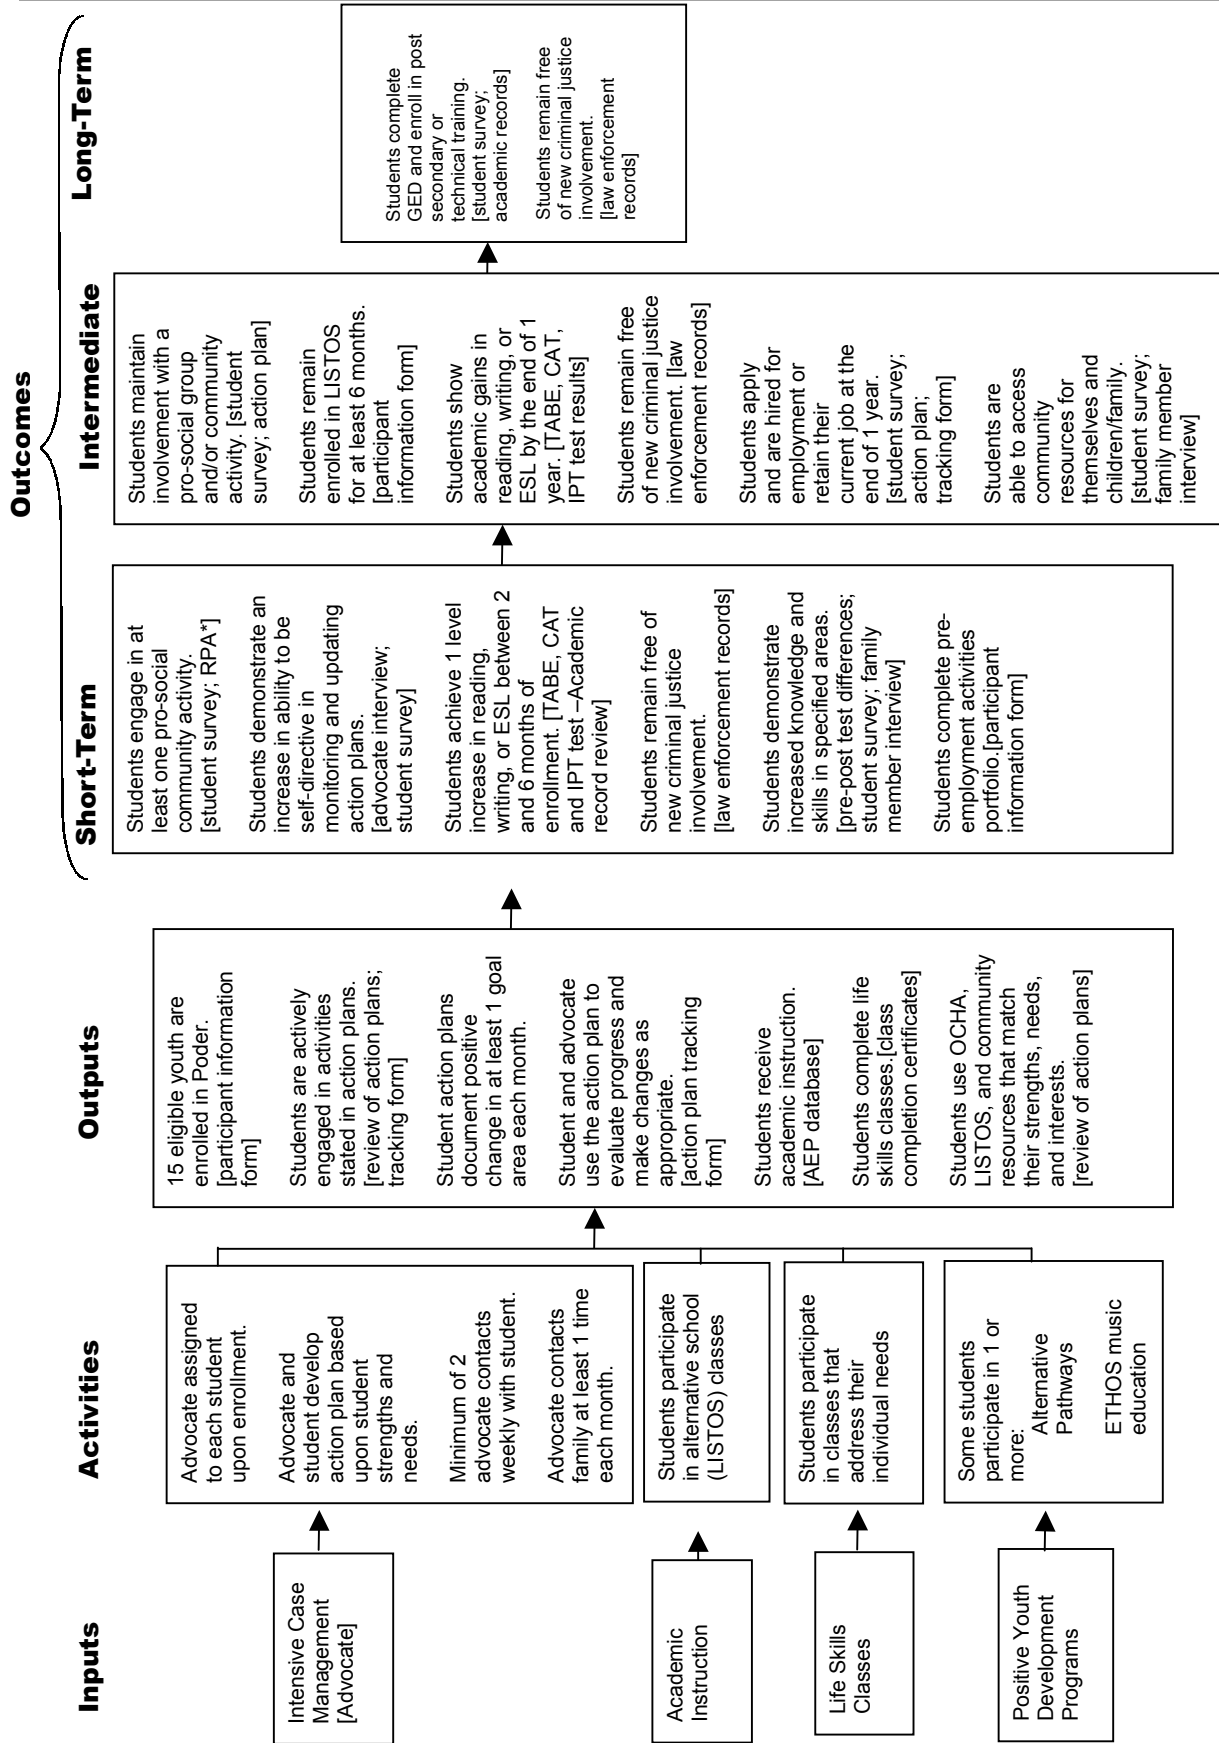 Outcomes
Inputs
Activities
Outputs
Short-Term
Intermediate
Long-Term
Intensive Case
Management
[Advocate]
Academic
Instruction
Life Skills
Classes
Positive Youth
Development
Programs
Advocate assigned
to each student
upon enrollment.
Advocate and
student develop
action plan based
upon student
strengths and
needs.
Minimum of 2
advocate contacts
weekly with student.
Advocate contacts
family at least 1 time
each month.
Students participate
in alternative school
(LISTOS) classes
Students participate
in classes that
address their
individual needs
Some students
participate in 1 or
more:
Alternative
Pathways
ETHOS music
education
15 eligible youth are
enrolled in Poder.
[participant information
form]
Students are actively
engaged in activities
stated in action plans.
[review of action plans;
tracking form]
Student action plans
document positive
change in at least 1 goal
area each month.
Student and advocate
use the action plan to
evaluate progress and
make changes as
appropriate.
[action plan tracking
form]
Students receive
academic instruction.
[AEP database]
Students complete life
skills classes.[class
completion certificates]
Students use OCHA,
LISTOS, and community
resources that match
their strengths, needs,
and interests.
[review of action plans]
Students engage in at
least one pro-social
community activity.
[student survey; RPA*]
Students demonstrate an
increase in ability to be
self-directive in
monitoring and updating
action plans.
[advocate interview;
student survey]
Students achieve 1 level
increase in reading,
writing, or ESL between 2
and 6 months of
enrollment. [TABE, CAT
and IPT test –Academic
record review]
Students remain free of
new criminal justice
involvement.
[law enforcement records]
Students demonstrate
increased knowledge and
skills in specified areas.
[pre-post test differences;
student survey; family
member interview]
Students complete pre-
employment activities
portfolio.[participant
information form]
Students maintain
involvement with a
pro-social group
and/or community
activity. [student
survey; action plan]
Students remain
enrolled in LISTOS
for at least 6 months.
[participant
information form]
Students show
academic gains in
reading, writing, or
ESL by the end of 1
year. [TABE, CAT,
IPT test results]
Students remain free
of new criminal justice
involvement. [law
enforcement records]
Students apply
and are hired for
employment or
retain their
current job at the
end of 1 year.
[student survey;
action plan;
tracking form]
Students are
able to access
community
resources for
themselves and
children/family.
[student survey;
family member
interview]
Students complete
GED and enroll in post
secondary or
technical training.
[student survey;
academic records]
Students remain free
of new criminal justice
involvement.
[law enforcement
records]